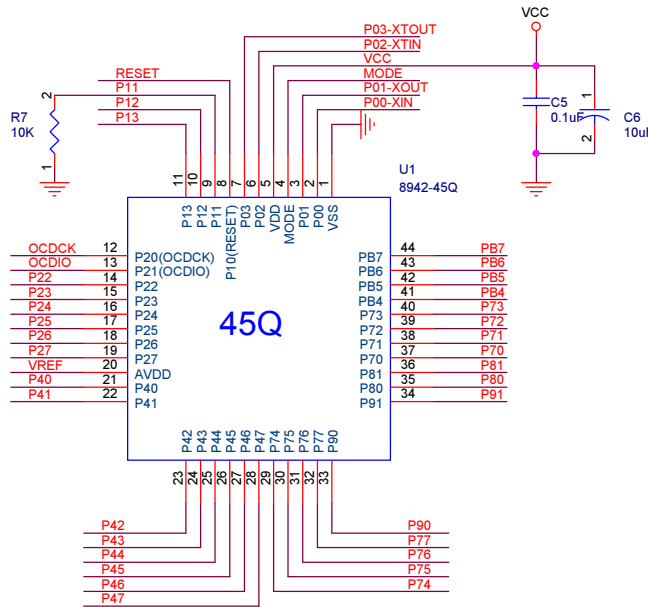 VCC
P03-XTOUT
P02-XTIN
VCC
RESET
MODE
P11
P01-XOUT
P12
P00-XIN
P13
2
R7
10K
1
C5
0.1uF
1
C6
2
U1
8942-45Q
11
10
9
8
7
6
5
4
3
2
1
P13
P12
P11
P10(RESET)
P03
P02
VDD
MODE
P01
P00
VSS
OCDCK 12 P20(OCDCK)
OCDIO 13 P21(OCDIO)
P22 14 P22
P23 15 P23
P24 16 P24
P25 17 P25
P26 18 P26
P27 19 P27
VREF 20 AVDD
P40 21 P40
P41 22 P41
45Q
PB7 44 PB7
PB6 43 PB6
PB5 42 PB5
PB4 41 PB4
P73 40 P73
P72 39 P72
P71 38 P71
P70 37 P70
P81 36 P81
P80 35 P80
P91 34 P91
P42
P43
P44
P45
P46
P47
P74
P75
P76
P77
P90
23
24
25
26
27
28
29
30
31
32
33
P42
P43
P44
P45
P46
P47
P90
P77
P76
P75
P74